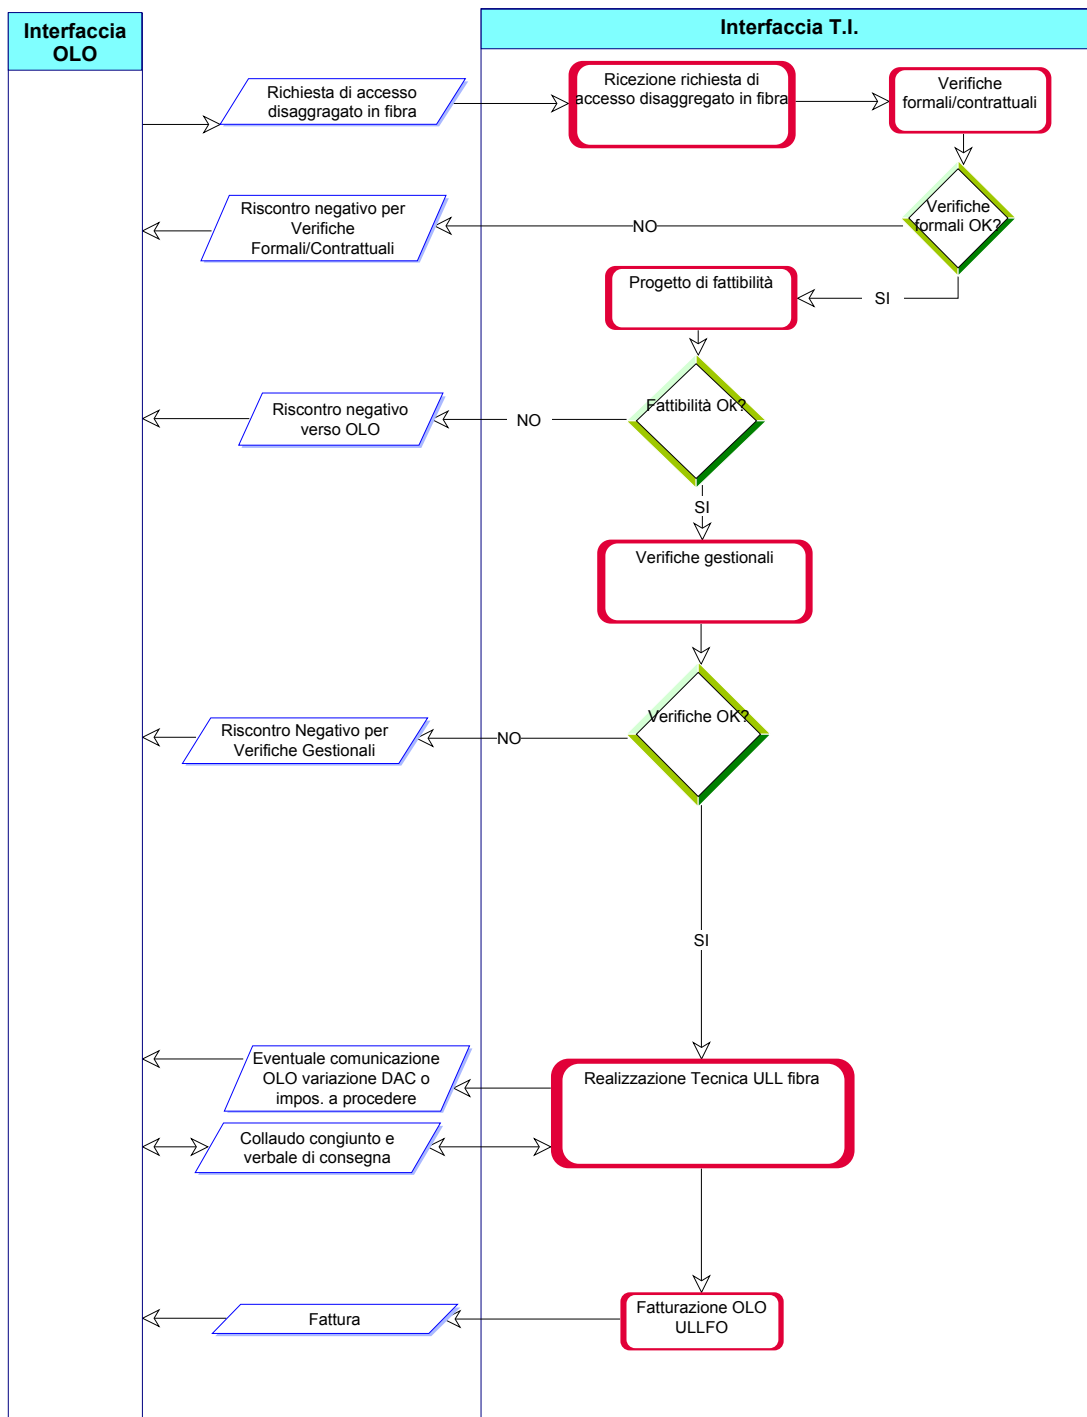 Interfaccia
OLO
Interfaccia T.I.
Richiesta di accesso
disaggragato in fibra
Ricezione richiesta di
accesso disaggregato in fibra
Verifiche
formali/contrattuali
Riscontro negativo per
Verifiche
Formali/Contrattuali
NO
Verifiche
formali OK?
Progetto di fattibilità
SI
Riscontro negativo
verso OLO
NO
Fattibilità Ok?
SI
Verifiche gestionali
Riscontro Negativo per
Verifiche Gestionali
NO
Verifiche OK?
SI
Eventuale comunicazione
OLO variazione DAC o
impos. a procedere
Realizzazione Tecnica ULL fibra
Collaudo congiunto e
verbale di consegna
Fattura
Fatturazione OLO
ULLFO